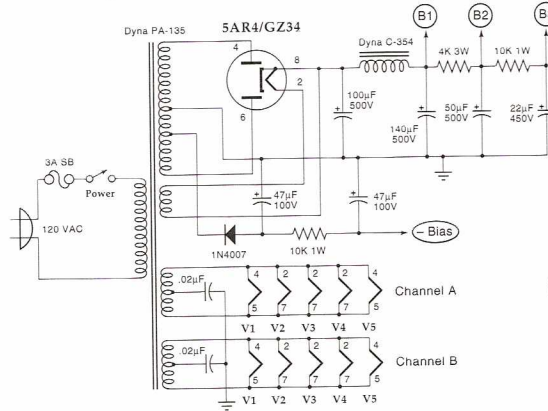 B1
B2
B
Dyna PA-135
5AR4/GZ34
4
8
2
6
Dyna C-354
4K 3W
10K 1W
100µF
500V
140µF
500V
50µF
500V
22µF
450V
3A SB
Power
120 VAC
47µF
100V
47µF
100V
1N4007
10K 1W
– Bias
.02µF
4 2 2 2 4
5 7 7 7 5
V1 V2 V3 V4 V5
Channel A
.02µF
4 2 2 2 4
5 7 7 7 5
V1 V2 V3 V4 V5
Channel B